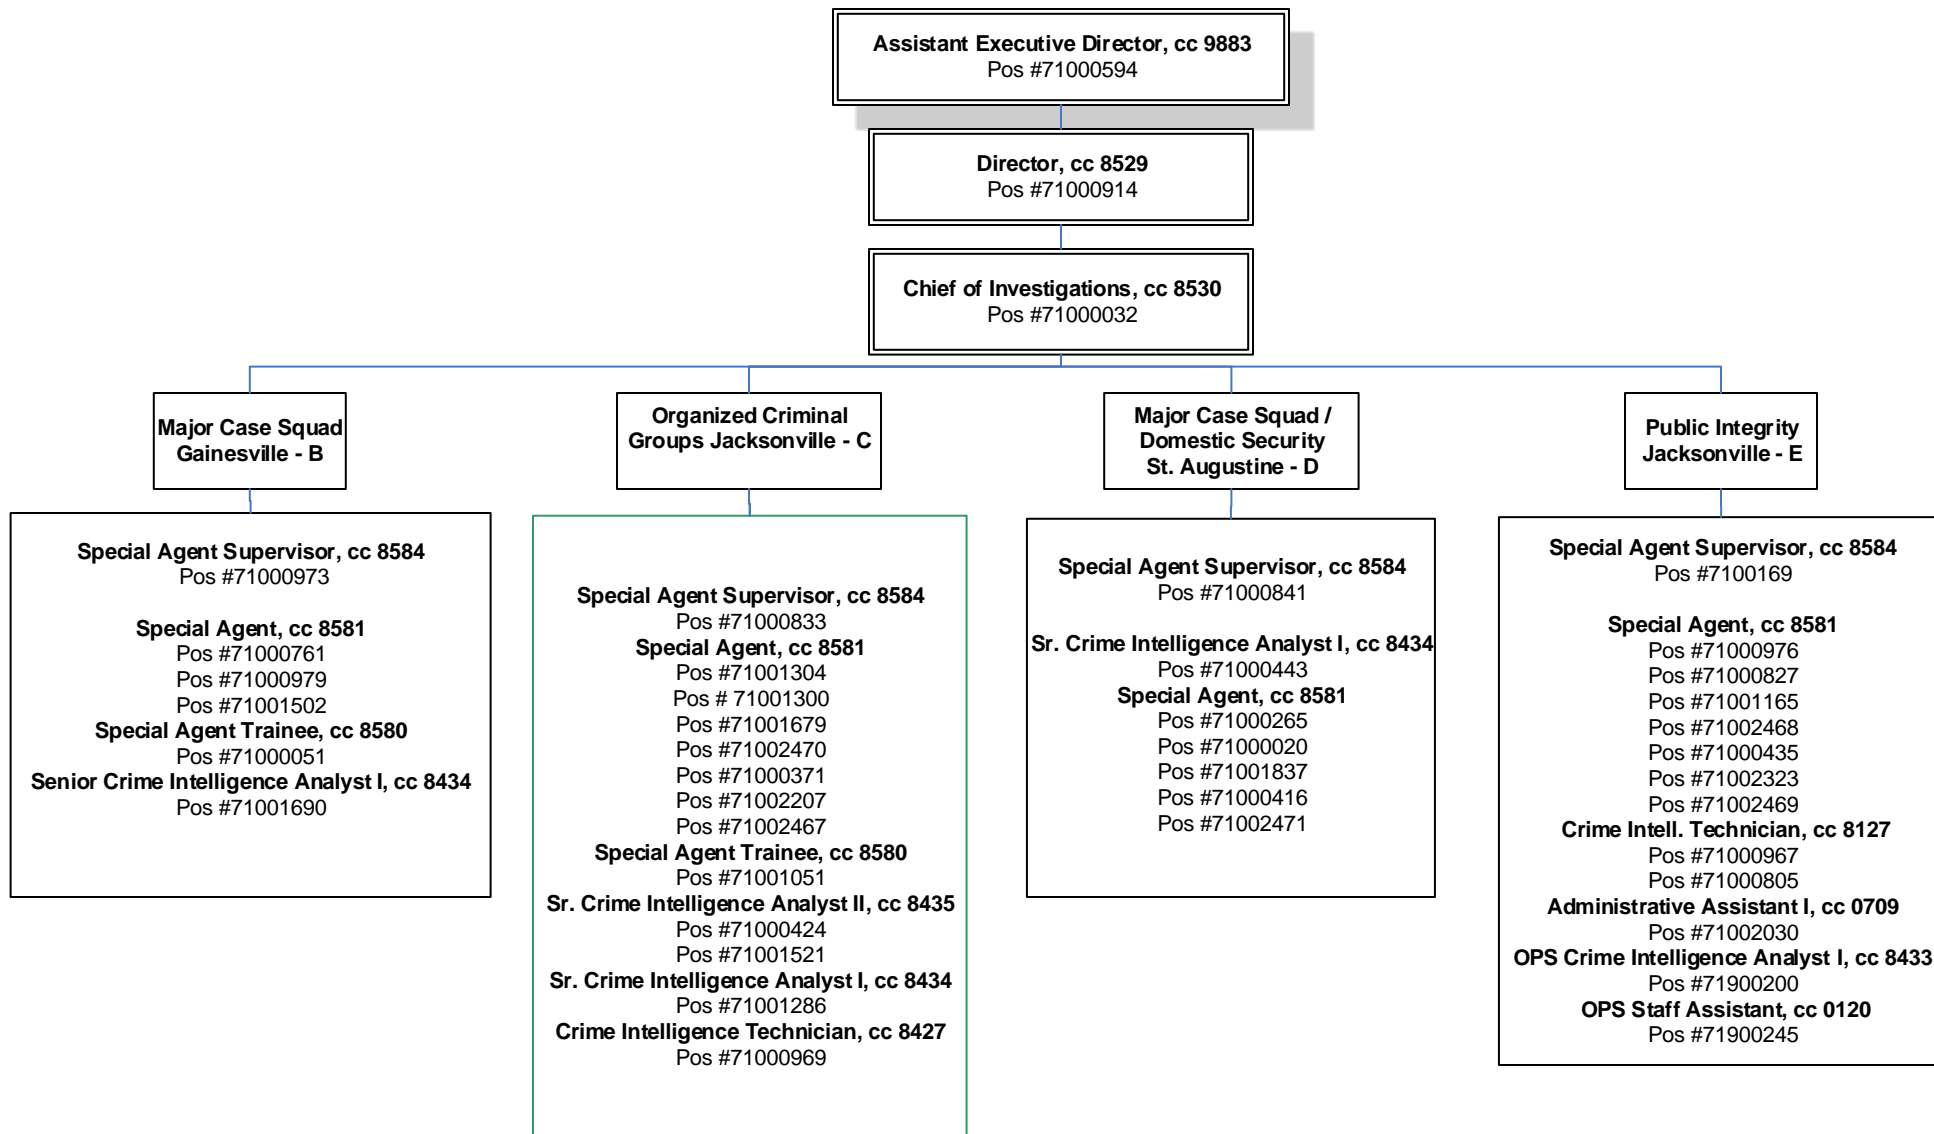 Assistant Executive Director, cc 9883
Pos #71000594
Director, cc 8529
Pos #71000914
Chief of Investigations, cc 8530
Pos #71000032
Major Case Squad
Gainesville - B
Organized Criminal
Groups Jacksonville - C
Major Case Squad /
Domestic Security
St. Augustine - D
Public Integrity
Jacksonville - E
Special Agent Supervisor, cc 8584
Pos #71000973
Special Agent, cc 8581
Pos #71000761
Pos #71000979
Pos #71001502
Special Agent Trainee, cc 8580
Pos #71000051
Senior Crime Intelligence Analyst I, cc 8434
Pos #71001690
Special Agent Supervisor, cc 8584
Pos #71000833
Special Agent, cc 8581
Pos #71001304
Pos # 71001300
Pos #71001679
Pos #71002470
Pos #71000371
Pos #71002207
Pos #71002467
Special Agent Trainee, cc 8580
Pos #71001051
Sr. Crime Intelligence Analyst II, cc 8435
Pos #71000424
Pos #71001521
Sr. Crime Intelligence Analyst I, cc 8434
Pos #71001286
Crime Intelligence Technician, cc 8427
Pos #71000969
Special Agent Supervisor, cc 8584
Pos #71000841
Sr. Crime Intelligence Analyst I, cc 8434
Pos #71000443
Special Agent, cc 8581
Pos #71000265
Pos #71000020
Pos #71001837
Pos #71000416
Pos #71002471
Special Agent Supervisor, cc 8584
Pos #7100169
Special Agent, cc 8581
Pos #71000976
Pos #71000827
Pos #71001165
Pos #71002468
Pos #71000435
Pos #71002323
Pos #71002469
Crime Intell. Technician, cc 8127
Pos #71000967
Pos #71000805
Administrative Assistant I, cc 0709
Pos #71002030
OPS Crime Intelligence Analyst I, cc 8433
Pos #71900200
OPS Staff Assistant, cc 0120
Pos #71900245